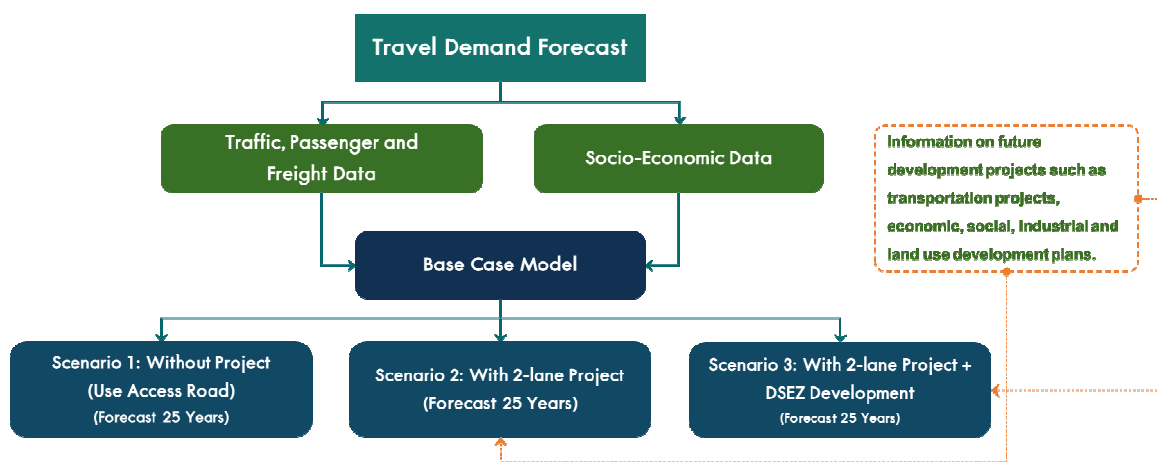 Travel Demand Forecast
Traffic, Passenger and
Freight Data
Socio-Economic Data
Information on future
development projects such as
transportation projects,
economic, social, industrial and
land use development plans.
Base Case Model
Scenario 1: Without Project
(Use Access Road)
(Forecast 25 Years)
Scenario 2: With 2-lane Project
(Forecast 25 Years)
Scenario 3: With 2-lane Project +
DSEZ Development
(Forecast 25 Years)